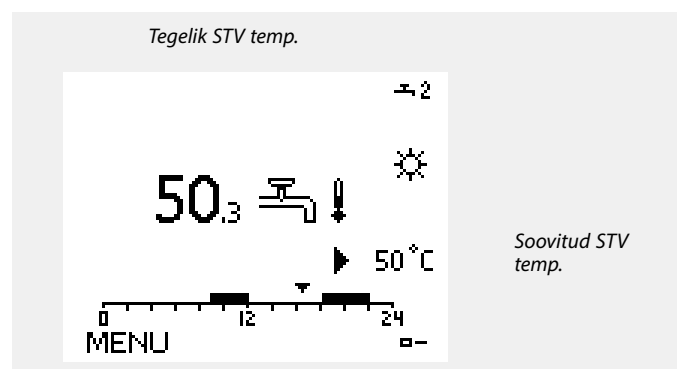 Tegelik STV temp.
2
50.3
50°C
Soovitud STV
temp.
0 12 24
MENU